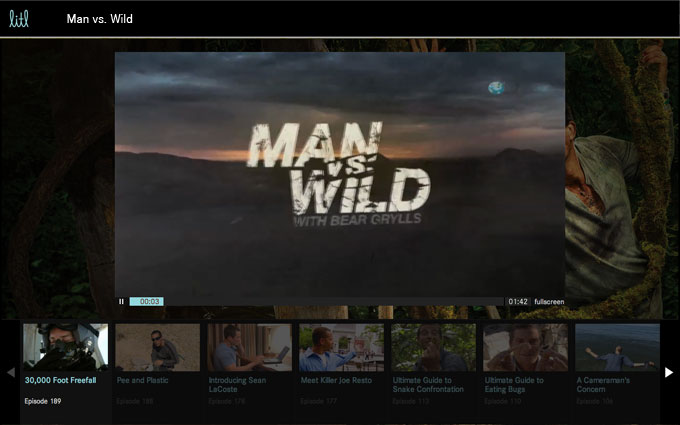 litl
Man vs. Wild
MAN
VS.
WILD
WITH BEAR GRYLLS
00:03
01:42
fullscreen
30,000 Foot Freefall
Episode 189
Pee and Plastic
Episode 188
Introducing Sean
LaCoste
Episode 178
Meet Killer Joe Resto
Episode 177
Ultimate Guide to
Snake Confrontation
Episode 113
Ultimate Guide to
Eating Bugs
Episode 110
A Cameraman's
Concern
Episode 106